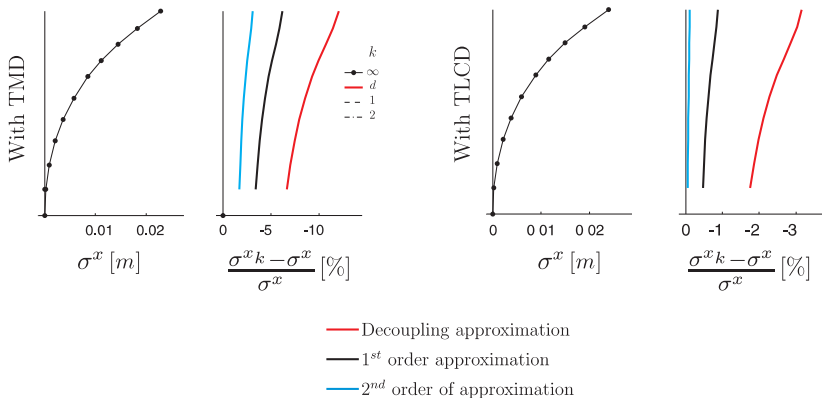 With TMD
0.01 0.02
σ^x [m]
k
∞
d
1
2
0 -5 -10
σ^x k − σ^x
σ^x
[%]
With TLCD
0 0 01 0 02
σ^x [m]
0 -1 -2 -3
σ^x k − σ^x
σ^x
[%]
Decoupling approximation
1^st order approximation
2^nd order of approximation